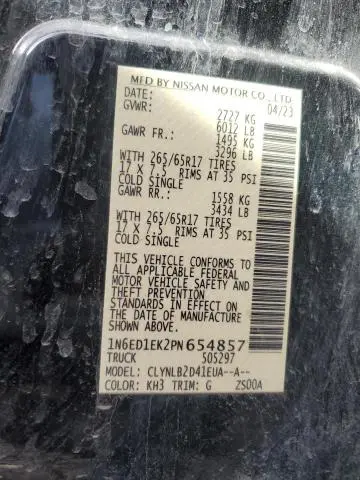 MFD BY NISSAN MOTOR CO., LTD
DATE: 04/23
GVWR: 2727 KG
6012 LB
GAWR FR.: 1495 KG
3296 LB
WITH 265/65R17 TIRES
17 X 7.5 RIMS AT 35 PSI
COLD SINGLE
GAWR RR.: 1558 KG
3434 LB
WITH 265/65R17 TIRES
17 X 7.5 RIMS AT 35 PSI
COLD SINGLE
THIS VEHICLE CONFORMS TO
ALL APPLICABLE FEDERAL
MOTOR VEHICLE SAFETY AND
THEFT PREVENTION
STANDARDS IN EFFECT ON
THE DATE OF MANUFACTURE
SHOWN ABOVE.
1N6ED1EK2PN654857
TRUCK 505297
MODEL: CLYNLB2D41EUA--A--
COLOR: KH3 TRIM: G ZS00A